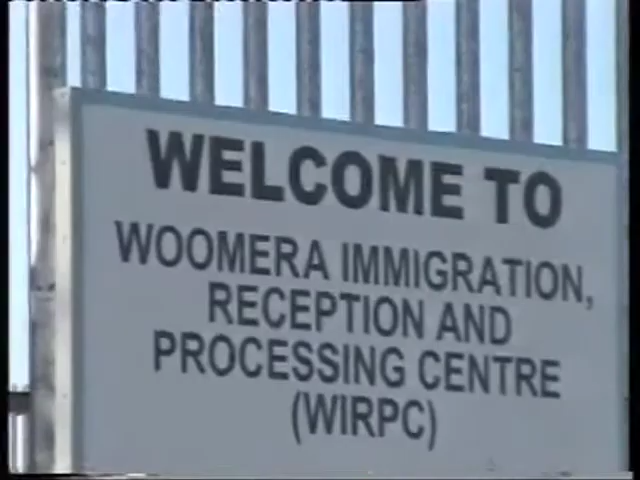 WELCOME TO
WOOMERA IMMIGRATION,
RECEPTION AND
PROCESSING CENTRE
(WIRPC)